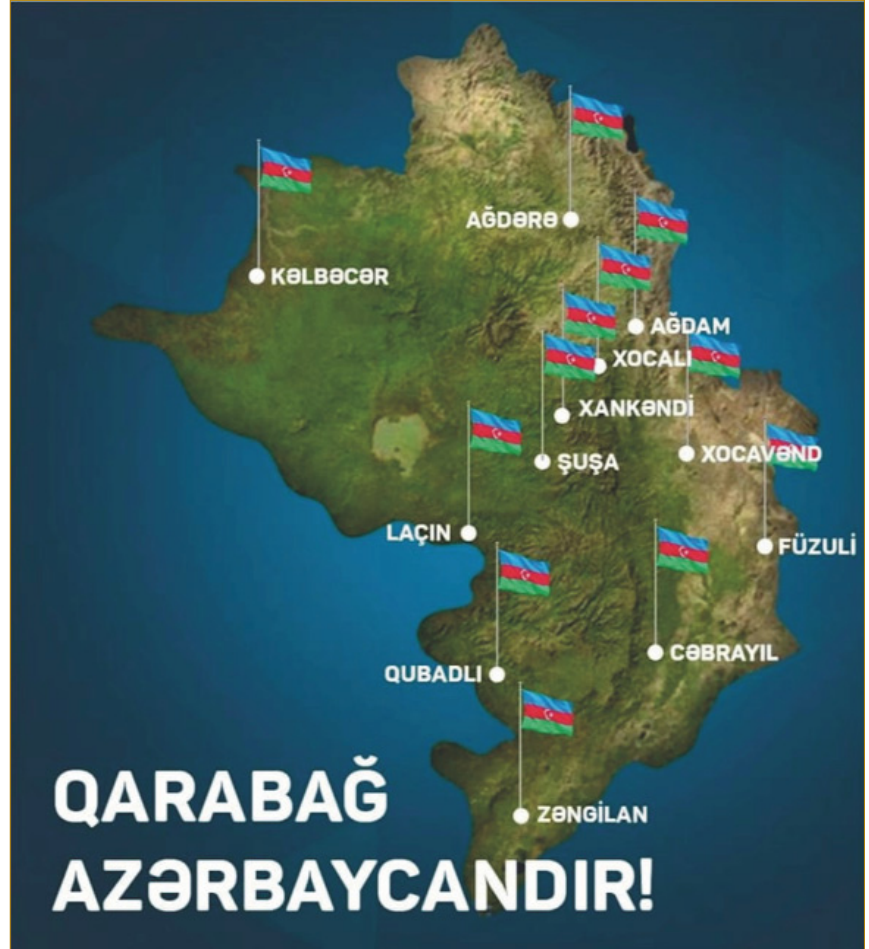 AĞDƏRƏ
KƏLBƏCƏR
AĞDAM
XOCALI
XANKƏNDİ
XOCAVƏND
ŞUŞA
LAÇIN
FÜZULİ
CƏBRAYIL
QUBADLI
ZƏNGİLAN
QARABAĞ
AZƏRBAYCANDIR!